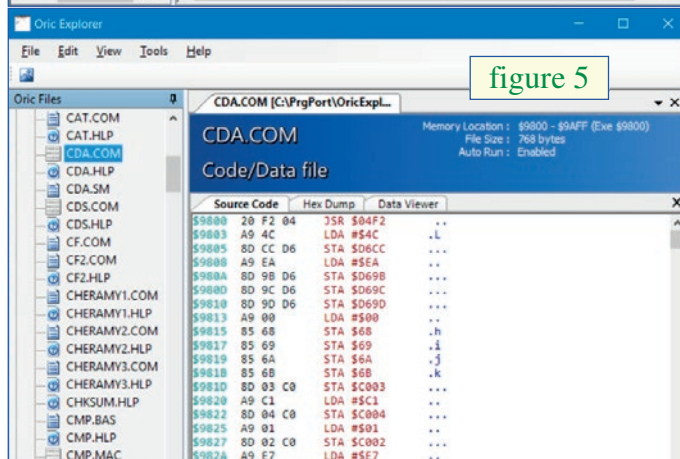 Oric Explorer
File Edit View Tools Help
figure 5
Oric Files
CAT.COM
CAT.HLP
CDA.COM
CDA.HLP
CDA.SM
CDS.COM
CDS.HLP
CF.COM
CF2.COM
CF2.HLP
CHERAMY1.COM
CHERAMY1.HLP
CHERAMY2.COM
CHERAMY2.HLP
CHERAMY3.COM
CHERAMY3.HLP
CHKSUM.HLP
CMP.BAS
CMP.HLP
CMP.MAC
CDA.COM [C:\PrgPort\OricExpl...
CDA.COM
Code/Data file
Memory Location : $9800 - $9AFF (Exe $9800)
File Size : 768 bytes
Auto Run : Enabled
Source Code Hex Dump Data Viewer
$9800 20 F2 04 JSR $04F2 ..
$9803 A9 4C LDA #$4C .L
$9805 8D CC D6 STA $D6CC ...
$9808 A9 EA LDA #$EA ..
$980A 8D 9B D6 STA $D69B ...
$980D 8D 9C D6 STA $D69C ...
$9810 8D 9D D6 STA $D69D ...
$9813 A9 00 LDA #$00 ..
$9815 85 68 STA $68 .h
$9817 85 69 STA $69 .i
$9819 85 6A STA $6A .j
$981B 85 6B STA $6B .k
$981D 8D 03 C0 STA $C003 ...
$9820 A9 C1 LDA #$C1 ..
$9822 8D 04 C0 STA $C004 ...
$9825 A9 01 LDA #$01 ..
$9827 8D 02 C0 STA $C002 ...
$982A A9 E7 LDA #$E7 ..